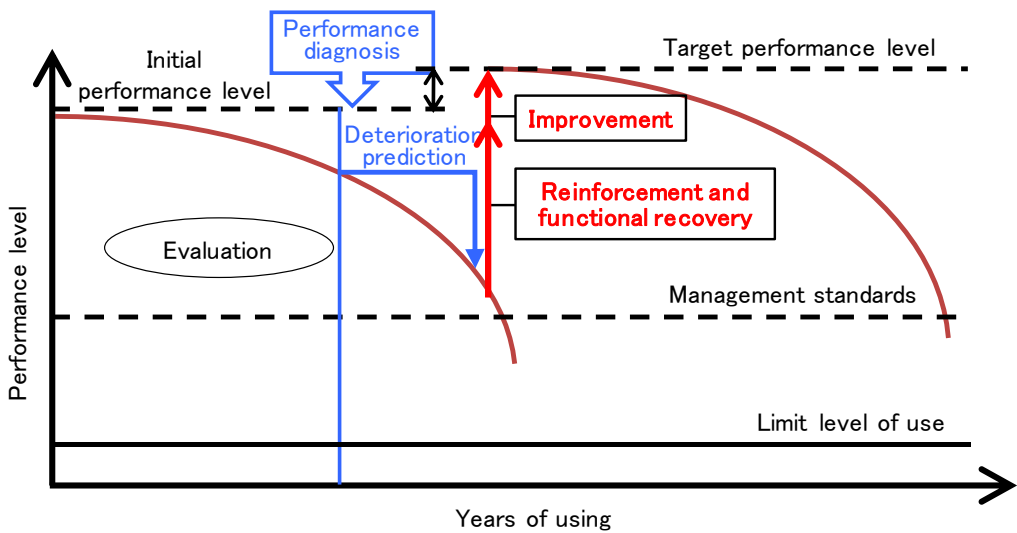 Performance
diagnosis
Target performance level
Initial
performance level
Improvement
Deterioration
prediction
Reinforcement and
functional recovery
Evaluation
Management standards
Performance level
Limit level of use
Years of using